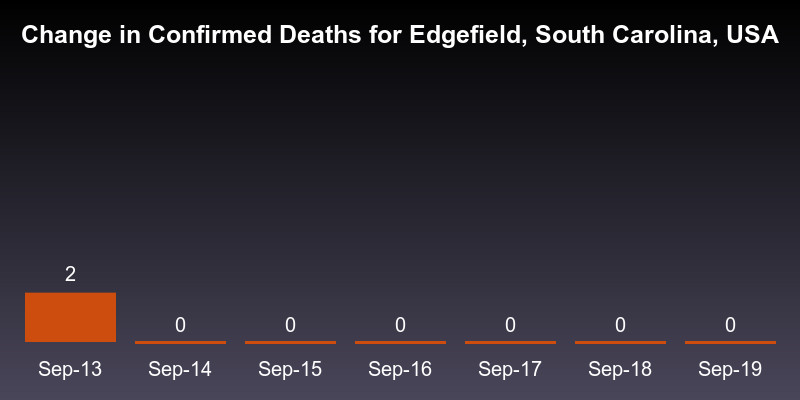 Change in Confirmed Deaths for Edgefield, South Carolina, USA
2
0 0 0 0 0 0
Sep-13 Sep-14 Sep-15 Sep-16 Sep-17 Sep-18 Sep-19